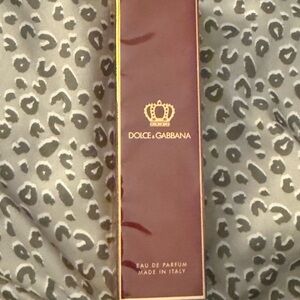 DOLCE & GABBANA
EAU DE PARFUM
MADE IN ITALY